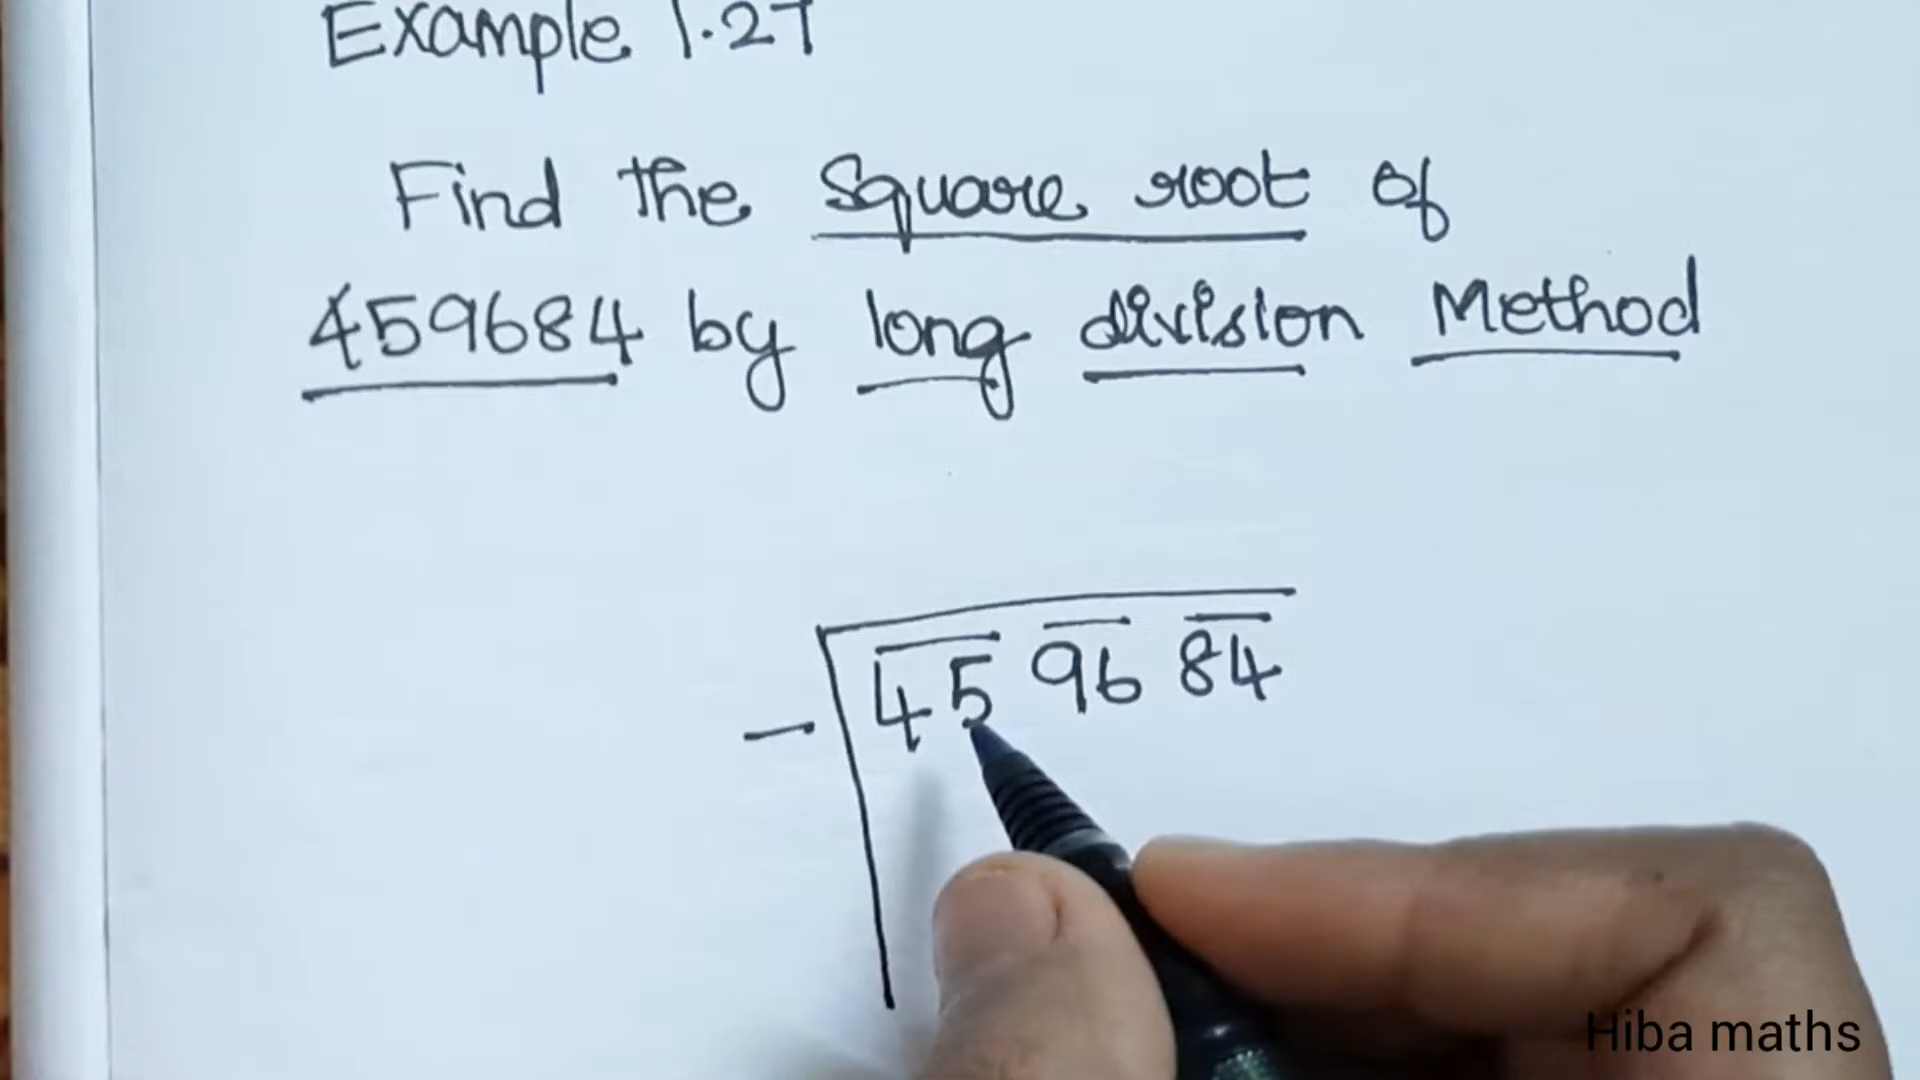 Example 1.27
Find the square root of
459684 by long division Method
45 96 84
Hiba maths